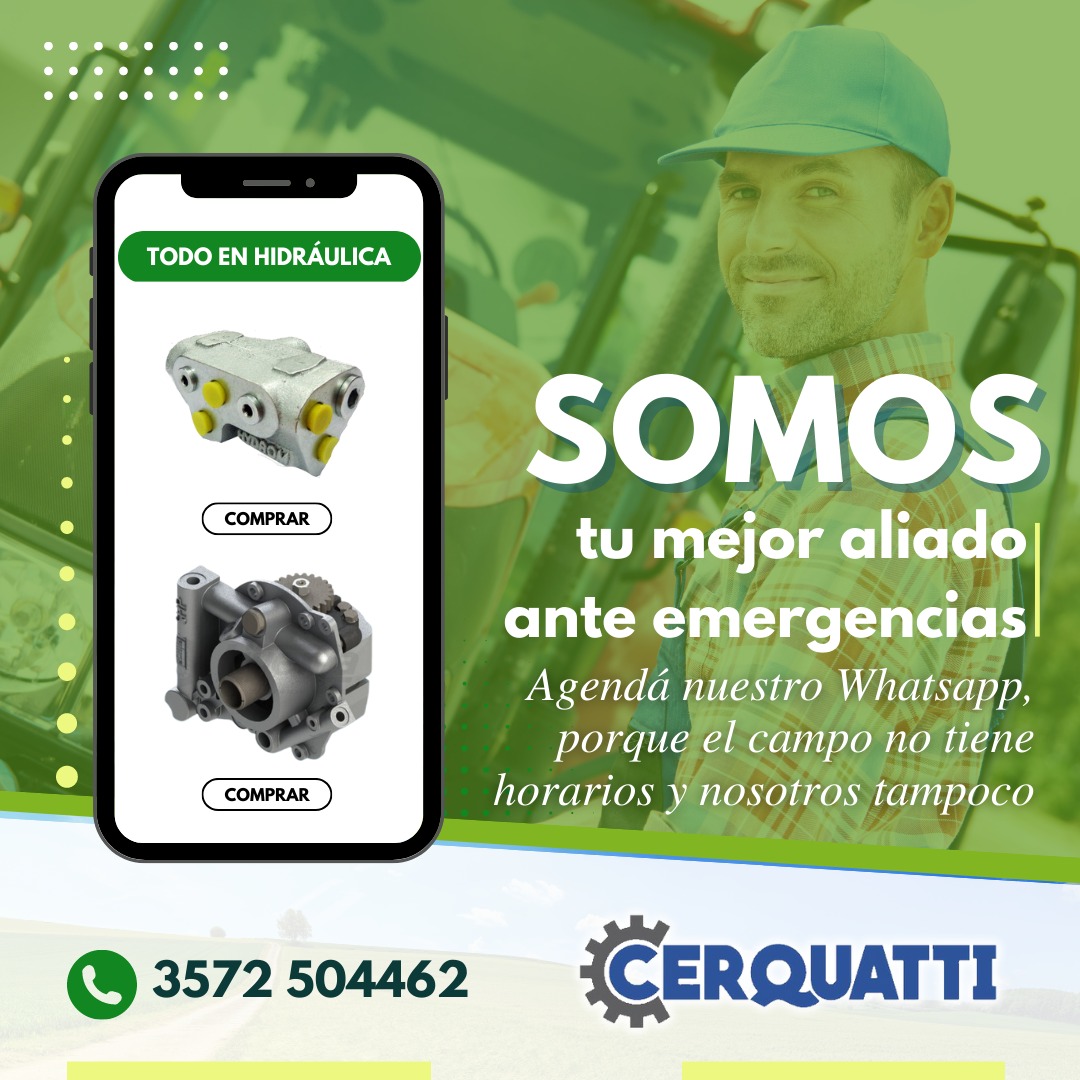 TODO EN HIDRÁULICA
COMPRAR
COMPRAR
SOMOS
tu mejor aliado
ante emergencias
Agendá nuestro Whatsapp,
porque el campo no tiene
horarios y nosotros tampoco
3572 504462
CERQUATTI